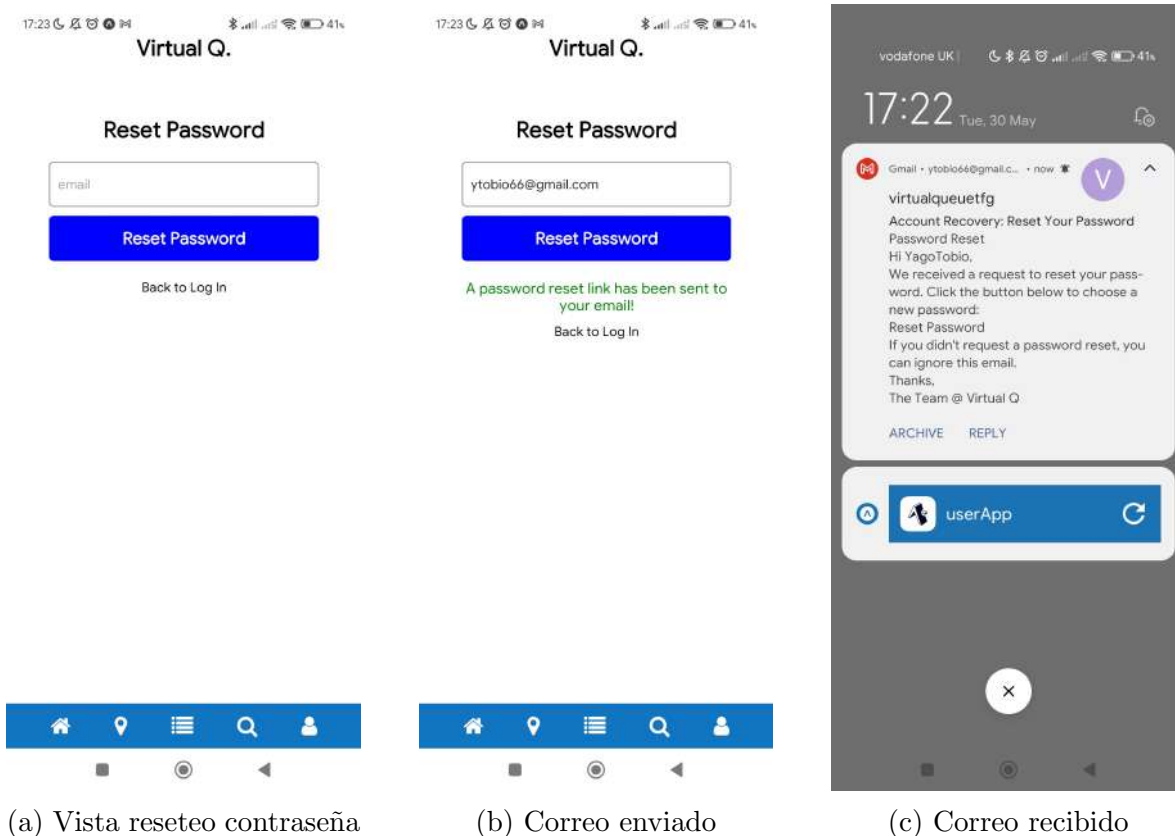 17:23
41%
Virtual Q.
Reset Password
email
Reset Password
Back to Log In
(a) Vista reseteo contraseña
17:23
41%
Virtual Q.
Reset Password
ytobio66@gmail.com
Reset Password
A password reset link has been sent to
your email!
Back to Log In
(b) Correo enviado
vodafone UK |
41%
17:22 Tue, 30 May
Gmail • ytobio66@gmail.c... • now
V
virtualqueuetfg
Account Recovery: Reset Your Password
Password Reset
Hi YagoTobio,
We received a request to reset your pass-
word. Click the button below to choose a
new password:
Reset Password
If you didn't request a password reset, you
can ignore this email.
Thanks,
The Team @ Virtual Q
ARCHIVE REPLY
userApp
(c) Correo recibido